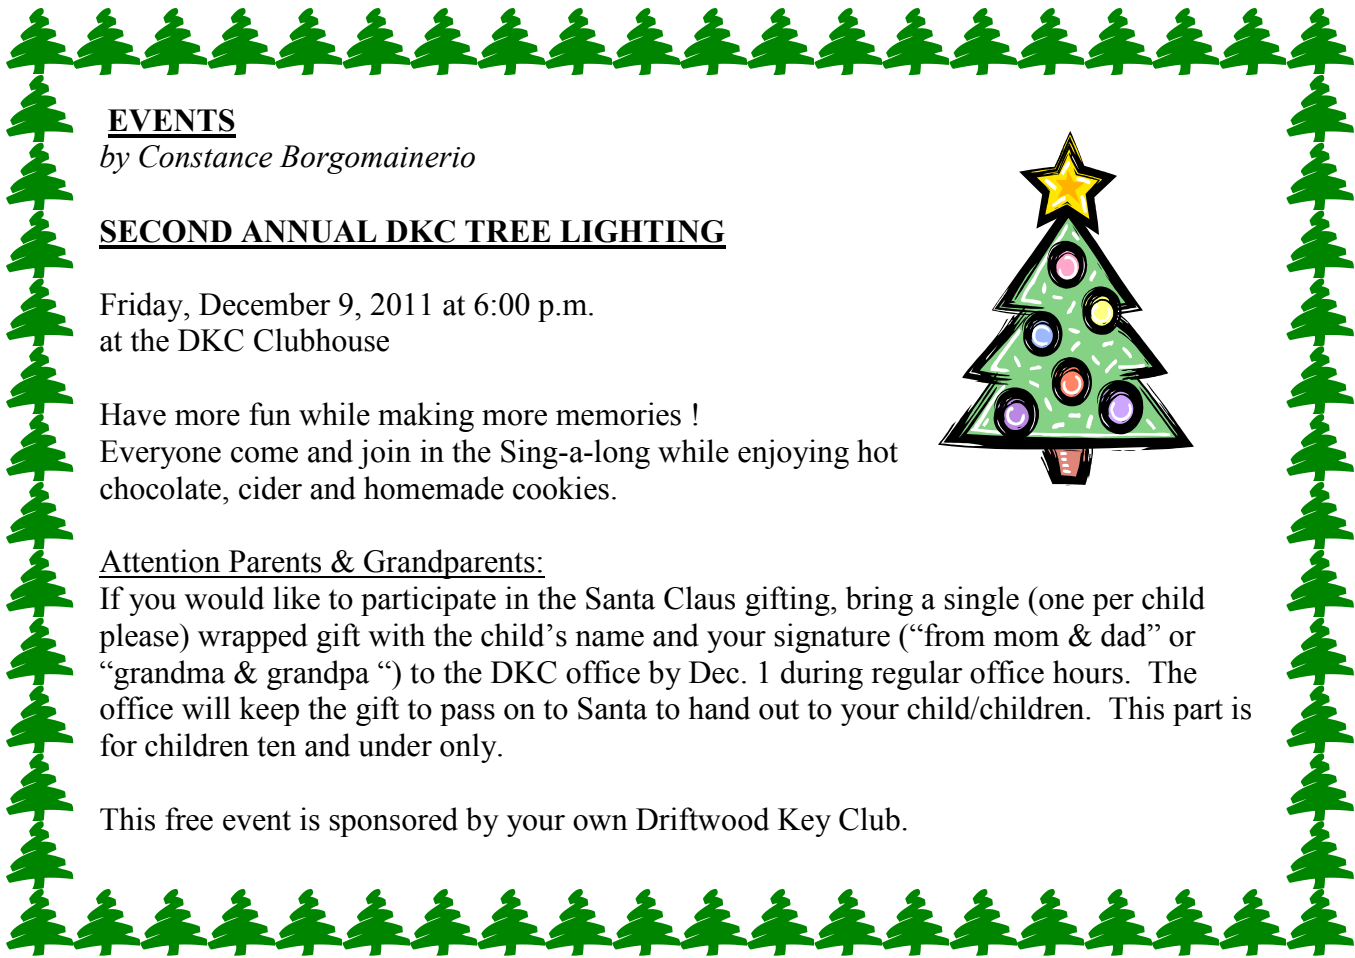 EVENTS
by Constance Borgomainerio
SECOND ANNUAL DKC TREE LIGHTING
Friday, December 9, 2011 at 6:00 p.m.
at the DKC Clubhouse
Have more fun while making more memories !
Everyone come and join in the Sing-a-long while enjoying hot
chocolate, cider and homemade cookies.
Attention Parents & Grandparents:
If you would like to participate in the Santa Claus gifting, bring a single (one per child
please) wrapped gift with the child’s name and your signature (“from mom & dad” or
“grandma & grandpa “) to the DKC office by Dec. 1 during regular office hours.  The
office will keep the gift to pass on to Santa to hand out to your child/children.  This part is
for children ten and under only.
This free event is sponsored by your own Driftwood Key Club.